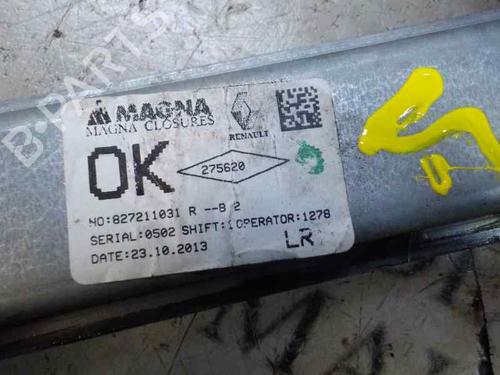 B-PARTS
MAGNA
MAGNA CLOSURES
RENAULT
OK
275620
NO:827211031 R --B 2
SERIAL:0502 SHIFT: OPERATOR:1278
DATE:23.10.2013
LR